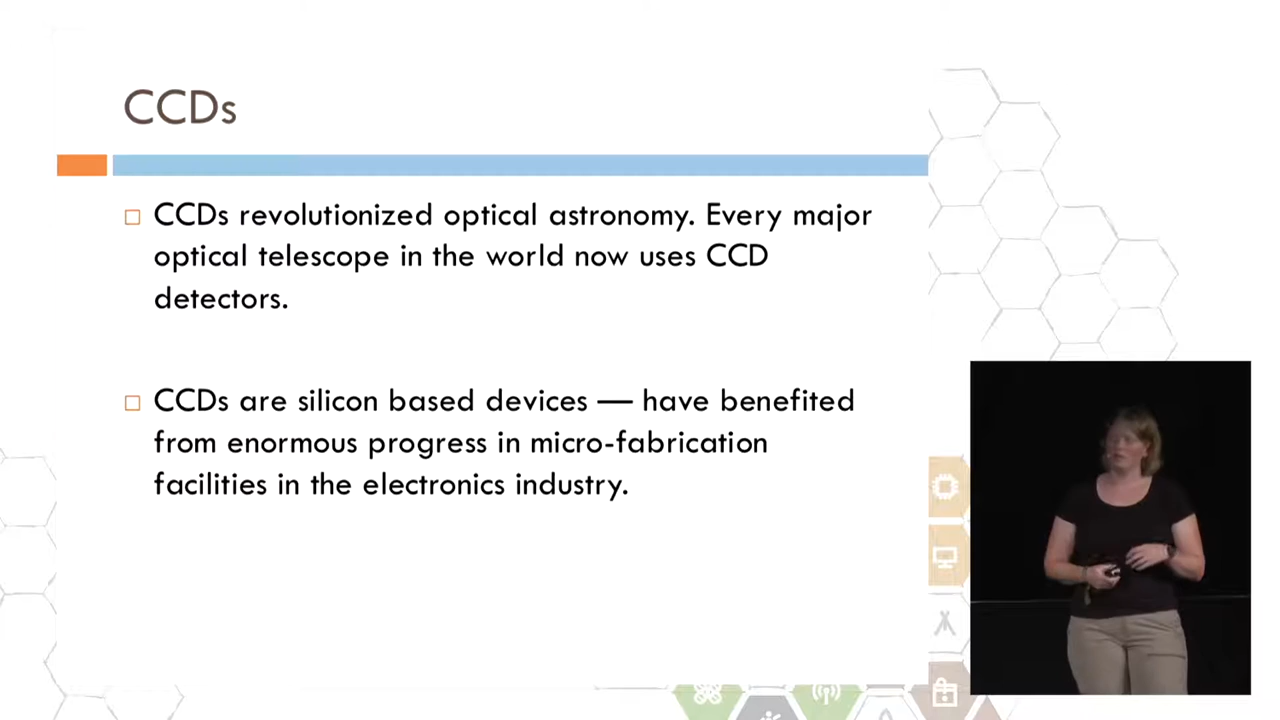 CCDs
CCDs revolutionized optical astronomy. Every major
optical telescope in the world now uses CCD
detectors.
CCDs are silicon based devices — have benefited
from enormous progress in micro-fabrication
facilities in the electronics industry.